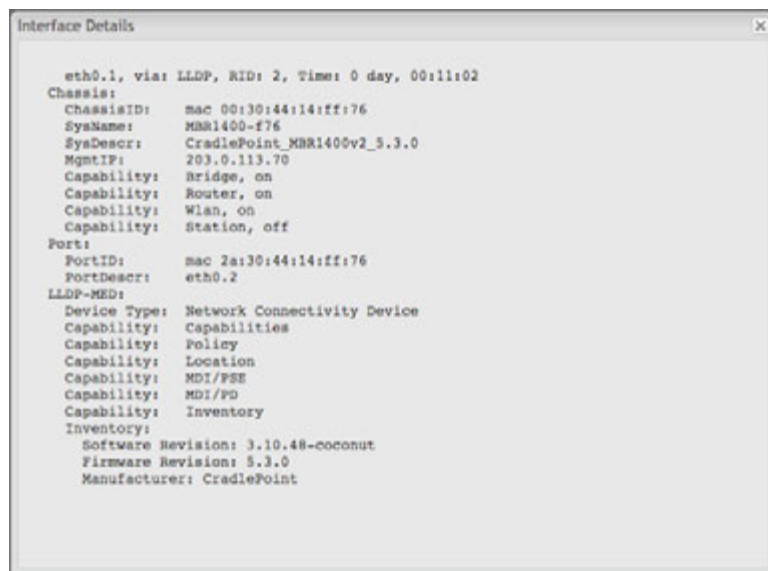 Interface Details
eth0.1, via: LLDP, RID: 2, Time: 0 day, 00:11:02
Chassis:
ChassisID: mac 00:30:44:14:ff:76
SysName: MBR1400-f76
SysDescr: CradlePoint_MBR1400v2_5.3.0
MgmtIP: 203.0.113.70
Capability: Bridge, on
Capability: Router, on
Capability: Wlan, on
Capability: Station, off
Port:
PortID: mac 2a:30:44:14:ff:76
PortDescr: eth0.2
LLDP-MED:
Device Type: Network Connectivity Device
Capability: Capabilities
Capability: Policy
Capability: Location
Capability: MDI/PSE
Capability: MDI/PD
Capability: Inventory
Inventory:
Software Revision: 3.10.48-coconut
Firmware Revision: 5.3.0
Manufacturer: CradlePoint